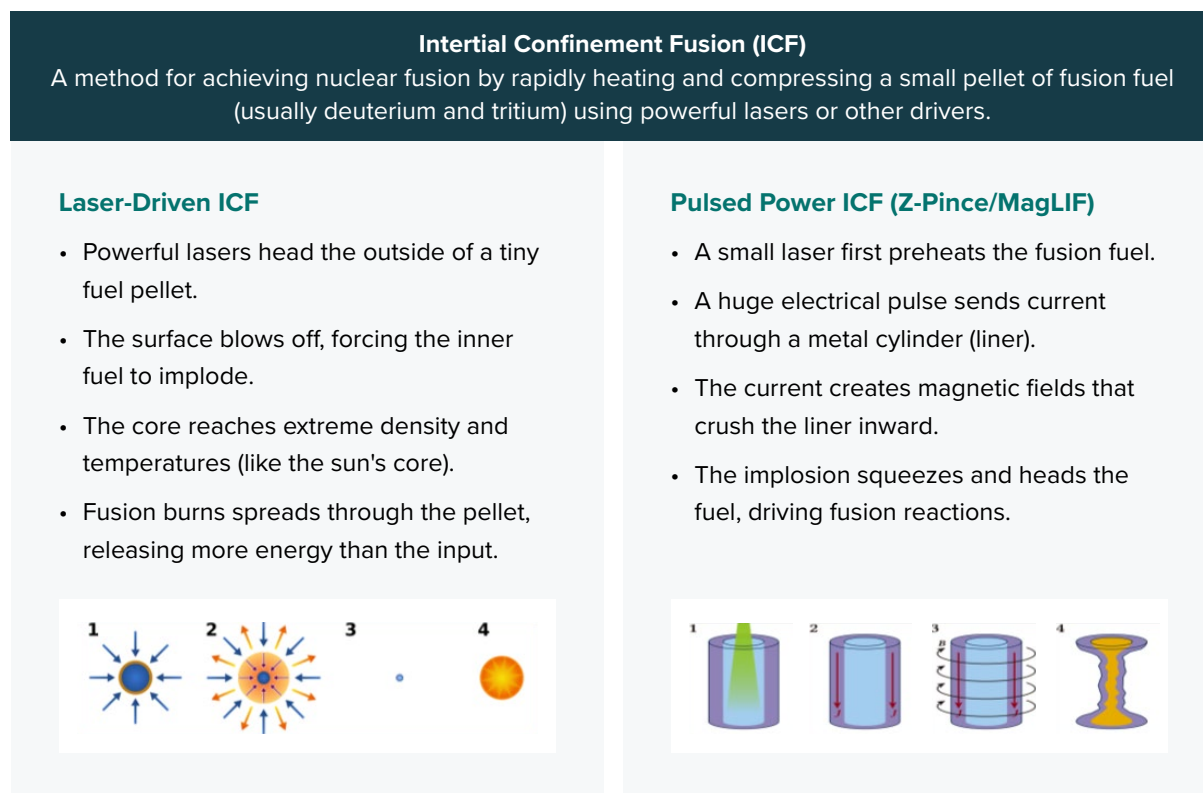 Intertial Confinement Fusion (ICF)
A method for achieving nuclear fusion by rapidly heating and compressing a small pellet of fusion fuel
(usually deuterium and tritium) using powerful lasers or other drivers.
Laser-Driven ICF
• Powerful lasers head the outside of a tiny
fuel pellet.
• The surface blows off, forcing the inner
fuel to implode.
• The core reaches extreme density and
temperatures (like the sun's core).
• Fusion burns spreads through the pellet,
releasing more energy than the input.
1 2 3 4
Pulsed Power ICF (Z-Pince/MagLIF)
• A small laser first preheats the fusion fuel.
• A huge electrical pulse sends current
through a metal cylinder (liner).
• The current creates magnetic fields that
crush the liner inward.
• The implosion squeezes and heads the
fuel, driving fusion reactions.
1 2 3 4
B
J J J J